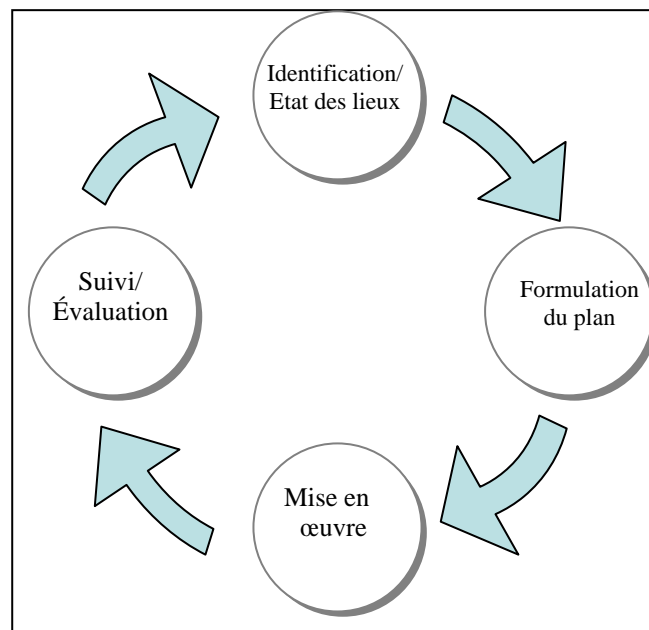 Identification/
Etat des lieux
Formulation
du plan
Mise en
œuvre
Suivi/
Évaluation